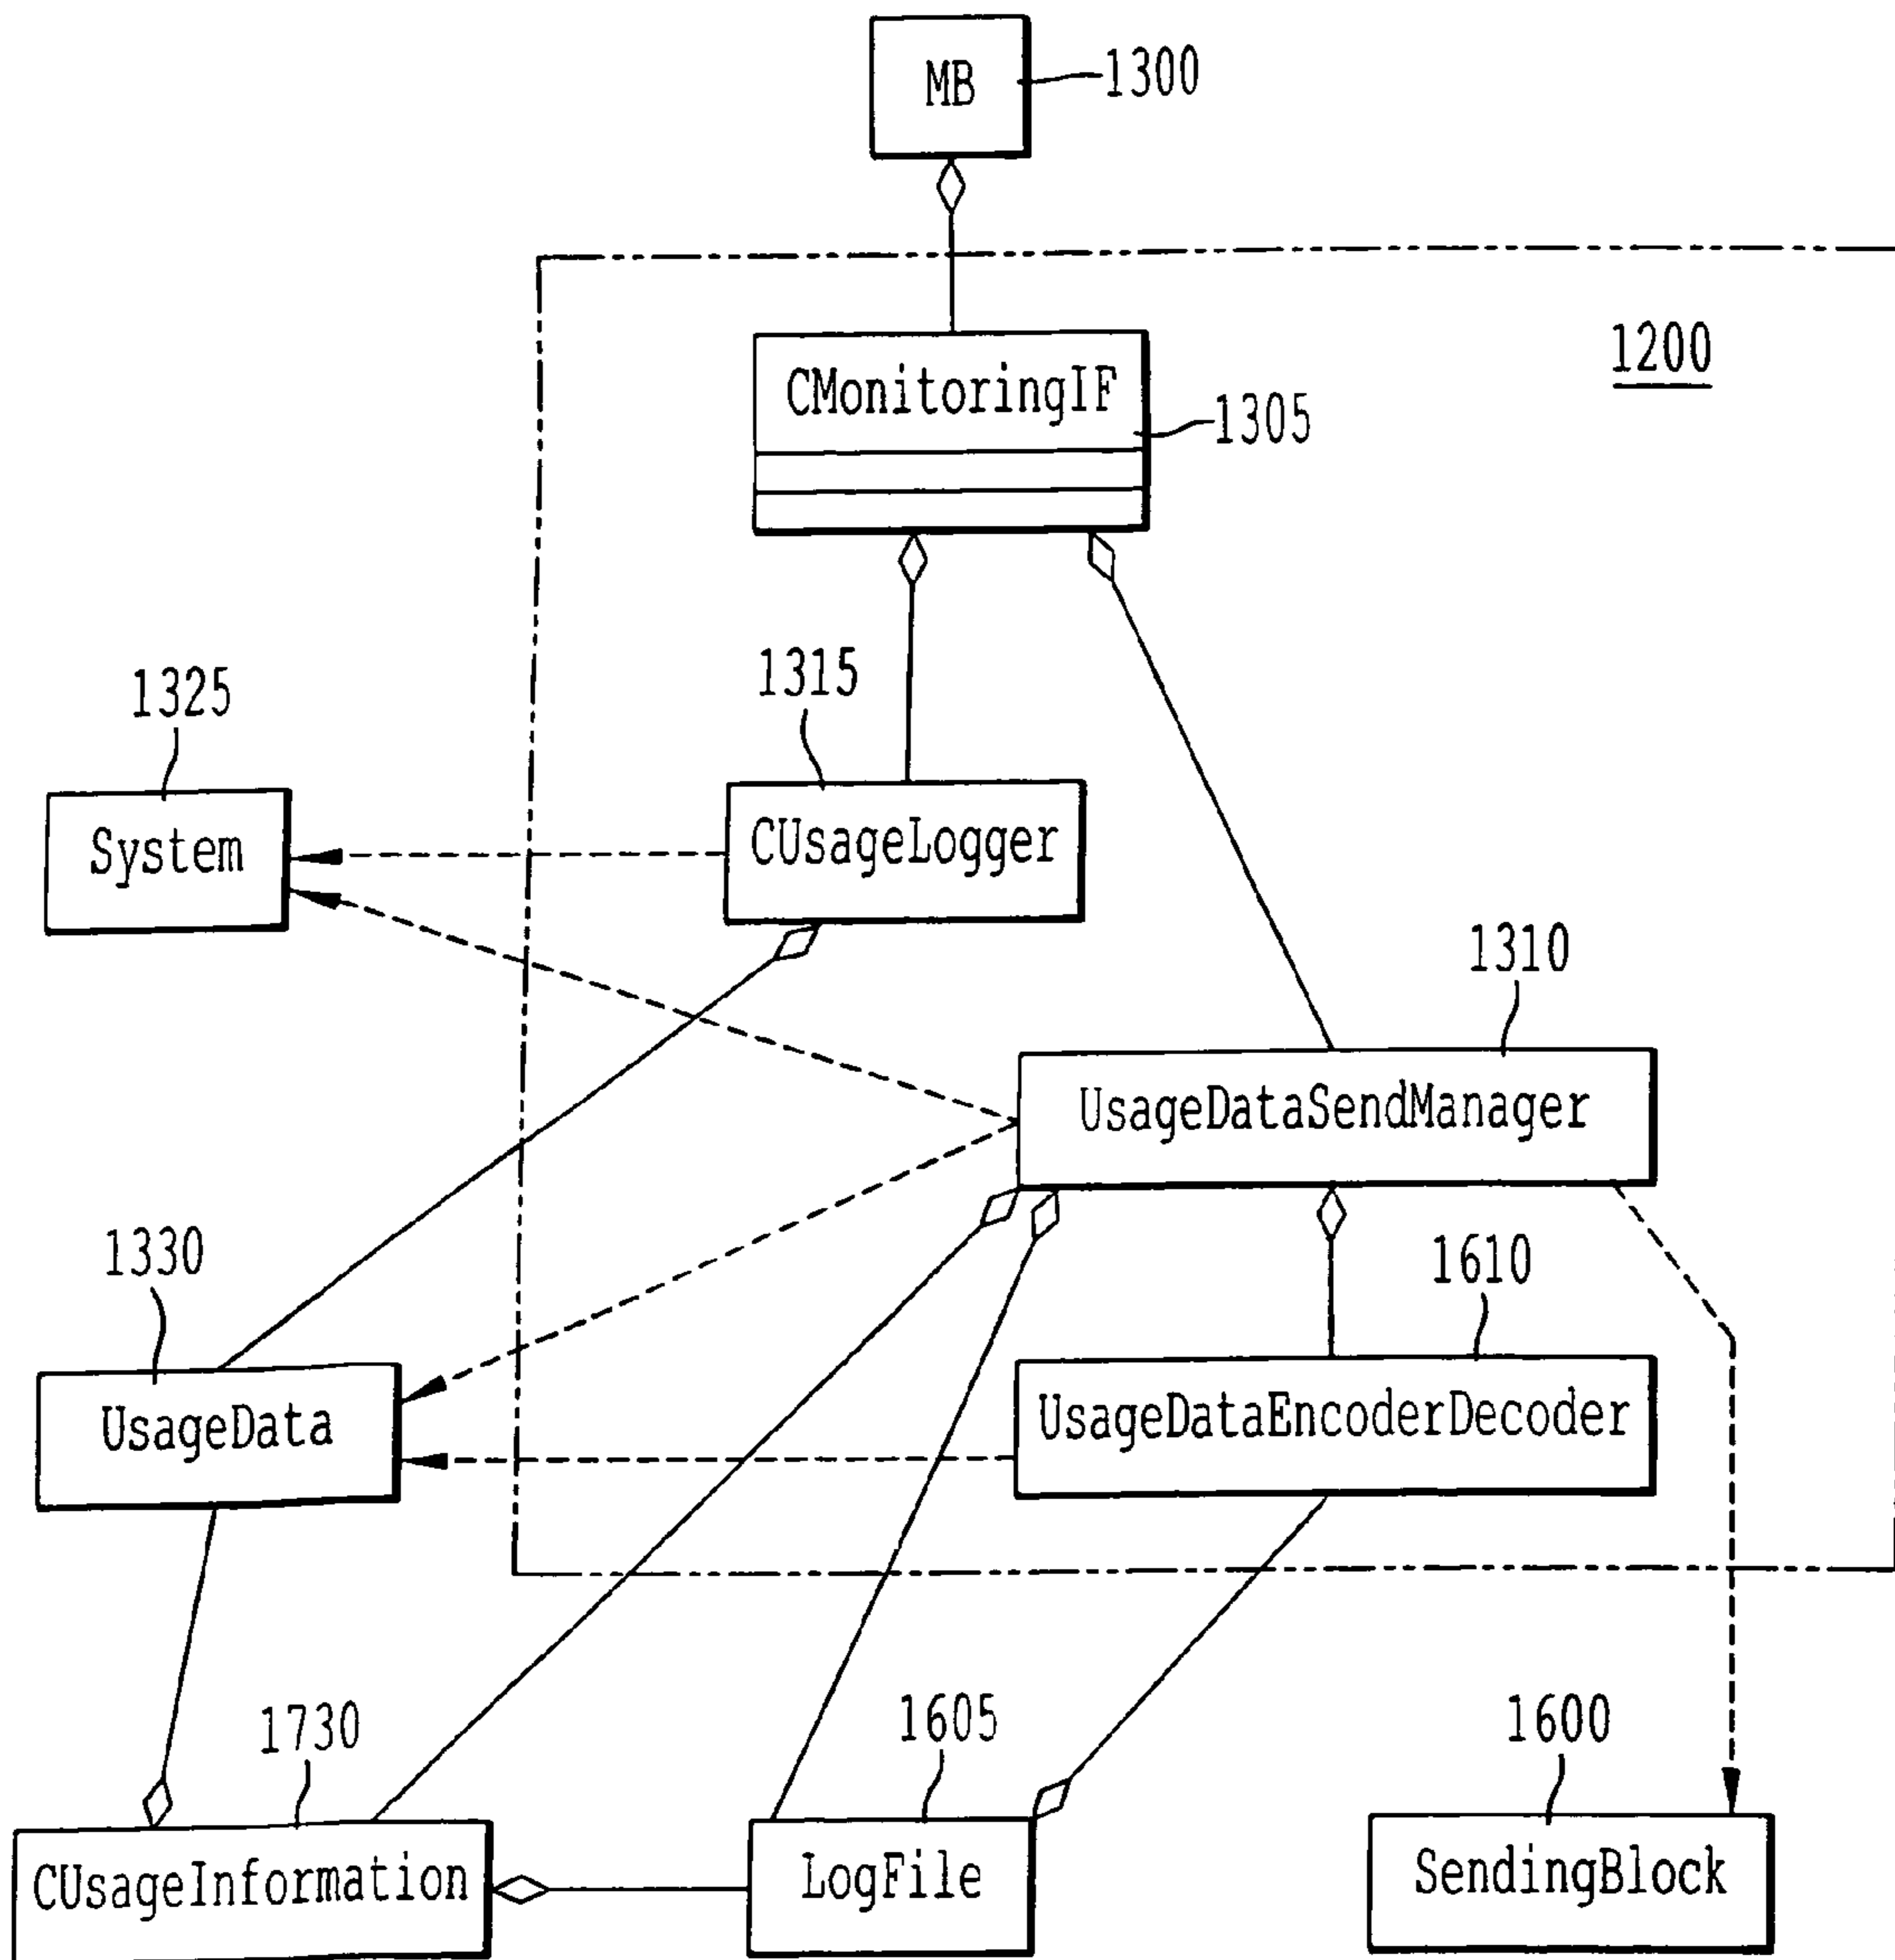 MB
1300
1200
CMonitoringIF
1305
1315
1325
CUsageLogger
System
1310
UsageDataSendManager
1330
1610
UsageDataEncoderDecoder
UsageData
1730
1605
1600
CUsageInformation
LogFile
SendingBlock